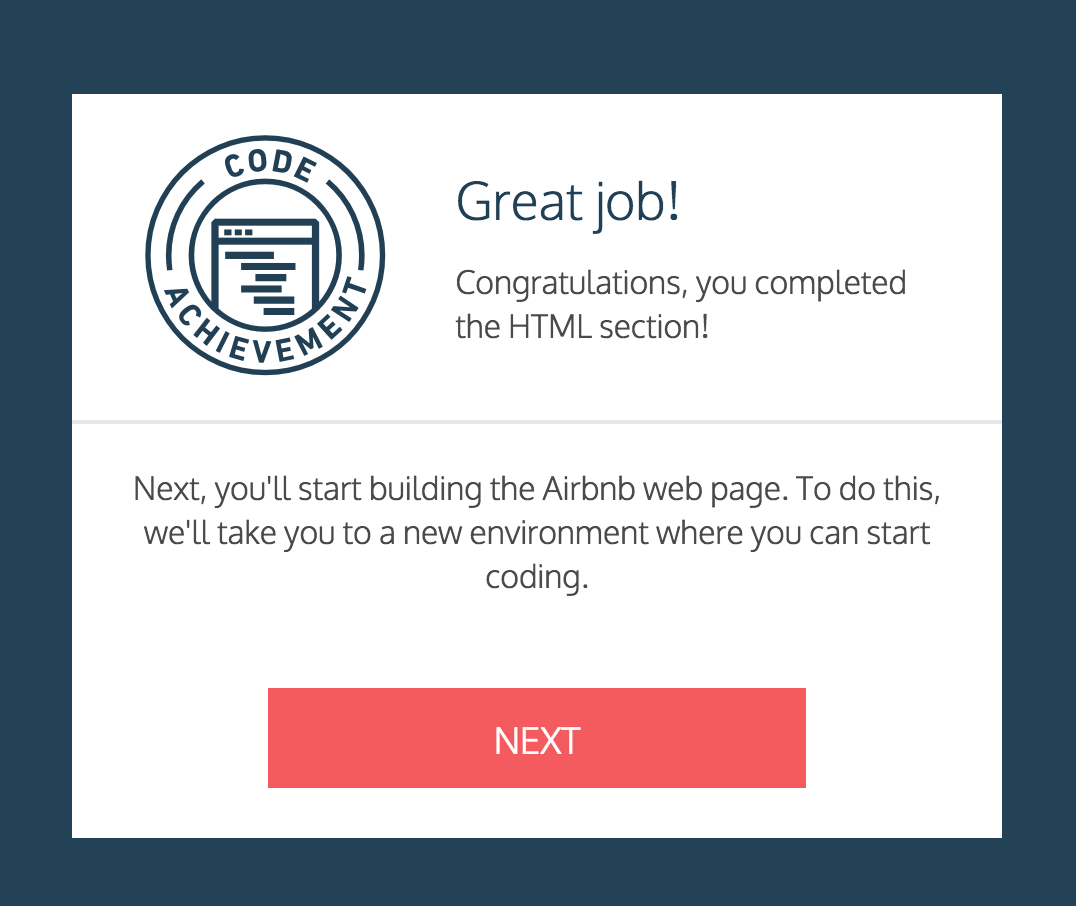 CODE
ACHIEVEMENT
Great job!
Congratulations, you completed
the HTML section!
Next, you'll start building the Airbnb web page. To do this,
we'll take you to a new environment where you can start
coding.
NEXT